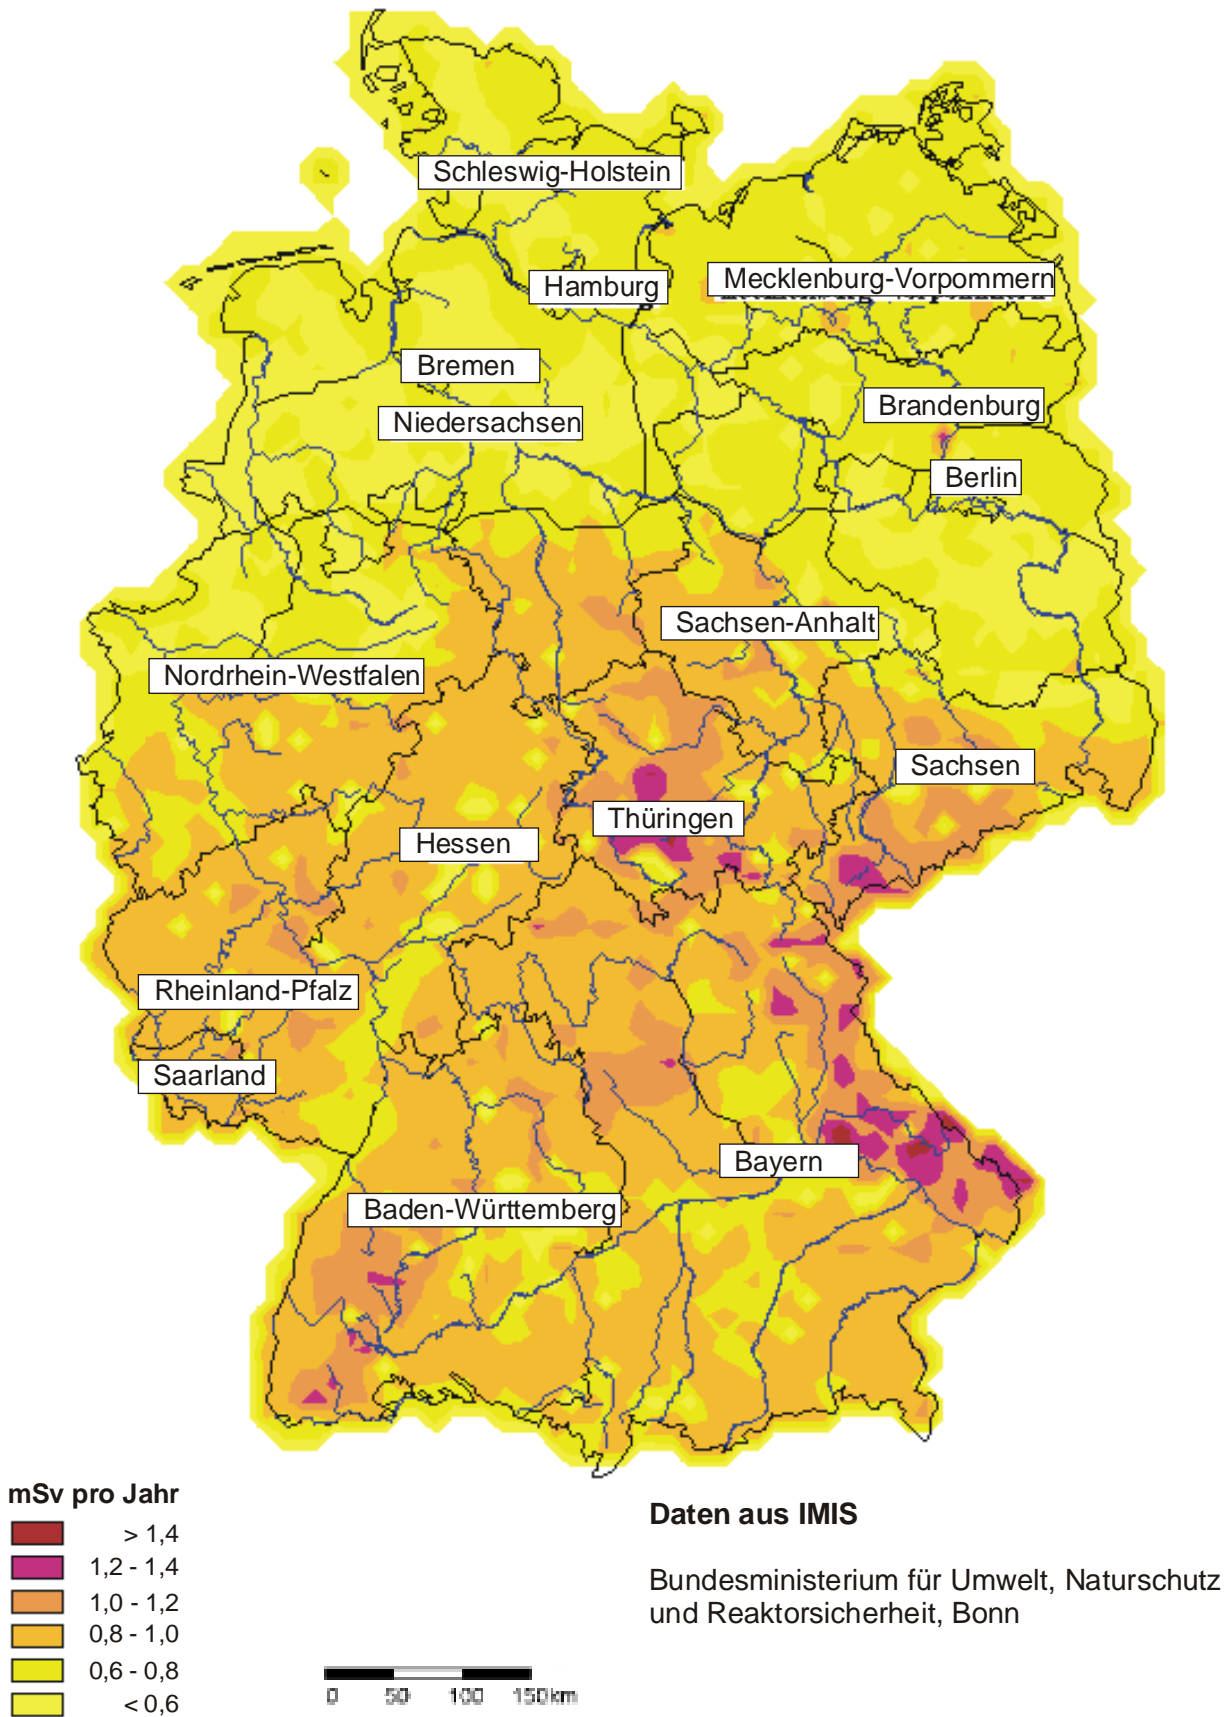 Schleswig-Holstein
Mecklenburg-Vorpommern
Hamburg
Bremen
Brandenburg
Niedersachsen
Berlin
Sachsen-Anhalt
Nordrhein-Westfalen
Sachsen
Thüringen
Hessen
Rheinland-Pfalz
Saarland
Bayern
Baden-Württemberg
mSv pro Jahr
> 1,4
1,2 - 1,4
1,0 - 1,2
0,8 - 1,0
0,6 - 0,8
< 0,6
0 50 100 150km
Daten aus IMIS
Bundesministerium für Umwelt, Naturschutz
und Reaktorsicherheit, Bonn